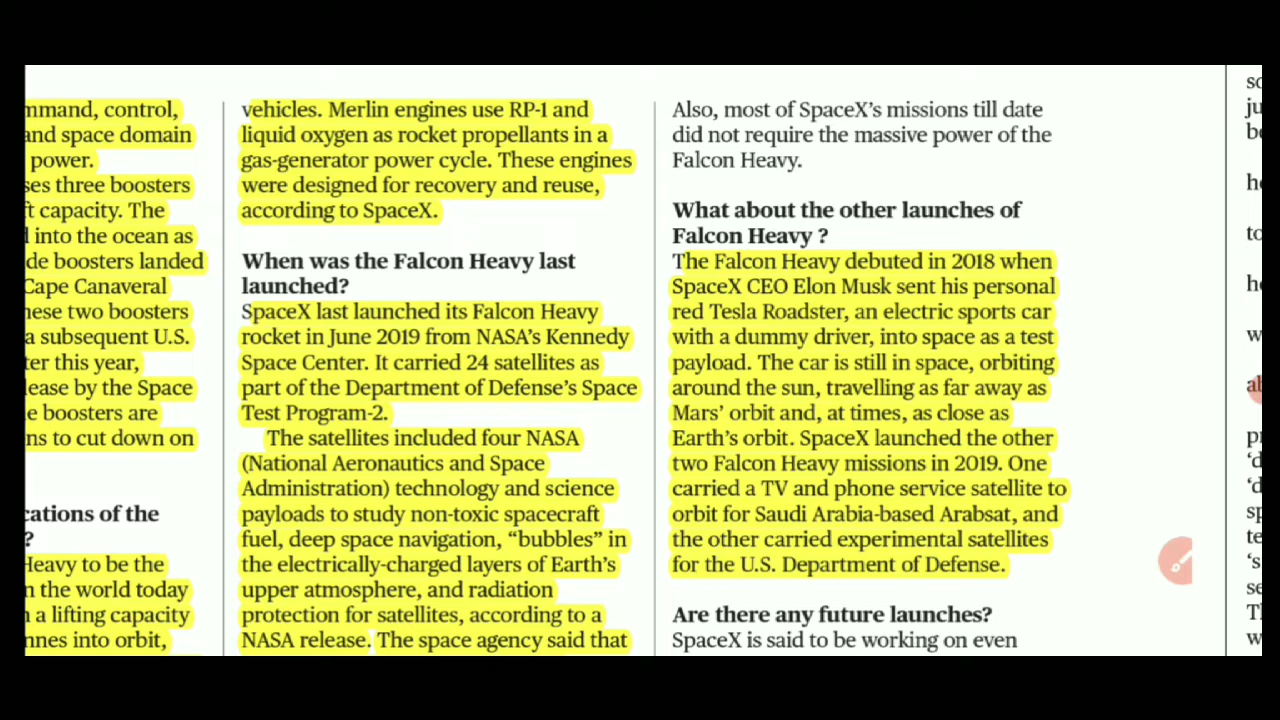 mmand, control,
and space domain
power.
ses three boosters
ft capacity. The
into the ocean as
de boosters landed
Cape Canaveral
hese two boosters
a subsequent U.S.
ter this year,
lease by the Space
e boosters are
ns to cut down on
cations of the
?
Heavy to be the
n the world today
a lifting capacity
nnes into orbit,
vehicles. Merlin engines use RP-1 and
liquid oxygen as rocket propellants in a
gas-generator power cycle. These engines
were designed for recovery and reuse,
according to SpaceX.
When was the Falcon Heavy last
launched?
SpaceX last launched its Falcon Heavy
rocket in June 2019 from NASA’s Kennedy
Space Center. It carried 24 satellites as
part of the Department of Defense’s Space
Test Program-2.
The satellites included four NASA
(National Aeronautics and Space
Administration) technology and science
payloads to study non-toxic spacecraft
fuel, deep space navigation, “bubbles” in
the electrically-charged layers of Earth’s
upper atmosphere, and radiation
protection for satellites, according to a
NASA release. The space agency said that
Also, most of SpaceX’s missions till date
did not require the massive power of the
Falcon Heavy.
What about the other launches of
Falcon Heavy ?
The Falcon Heavy debuted in 2018 when
SpaceX CEO Elon Musk sent his personal
red Tesla Roadster, an electric sports car
with a dummy driver, into space as a test
payload. The car is still in space, orbiting
around the sun, travelling as far away as
Mars’ orbit and, at times, as close as
Earth’s orbit. SpaceX launched the other
two Falcon Heavy missions in 2019. One
carried a TV and phone service satellite to
orbit for Saudi Arabia-based Arabsat, and
the other carried experimental satellites
for the U.S. Department of Defense.
Are there any future launches?
SpaceX is said to be working on even